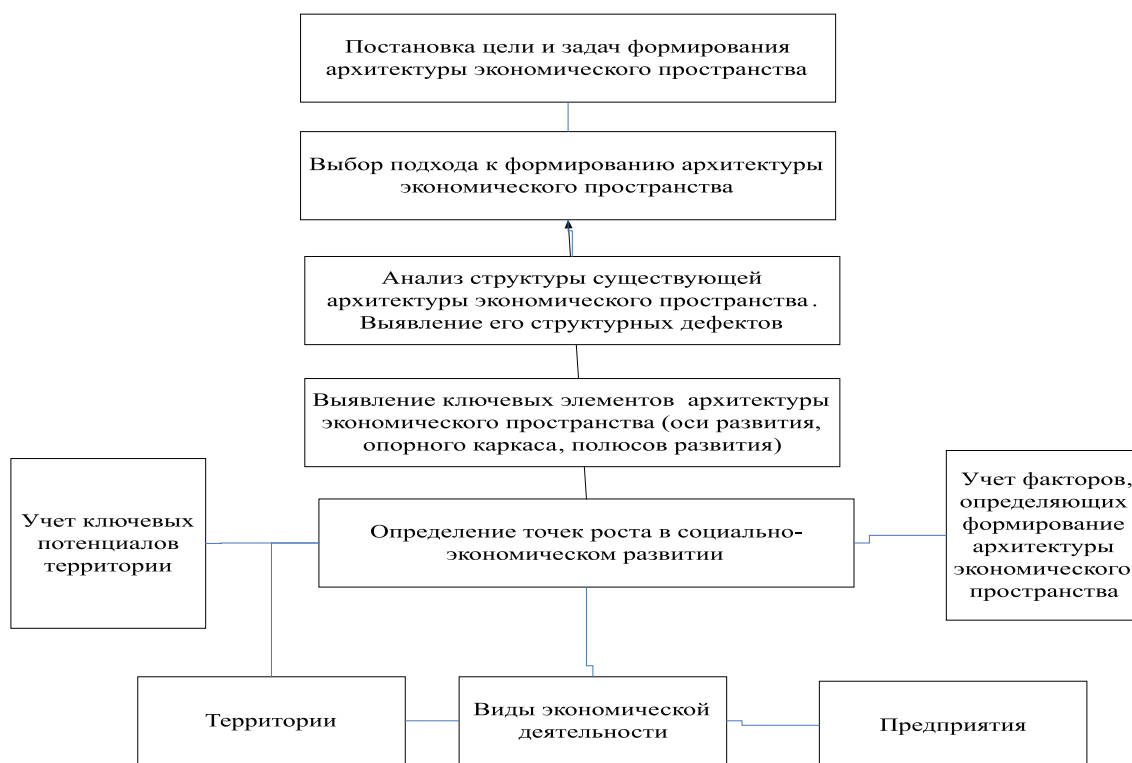 Постановка цели и задач формирования
архитектуры экономического пространства
Выбор подхода к формированию архитектуры
экономического пространства
Анализ структуры существующей
архитектуры экономического пространства.
Выявление его структурных дефектов
Выявление ключевых элементов архитектуры
экономического пространства (оси развития,
опорного каркаса, полюсов развития)
Учет ключевых
потенциалов
территории
Определение точек роста в социально-
экономическом развитии
Учет факторов,
определяющих
формирование
архитектуры
экономического
пространства
Территории
Виды экономической
деятельности
Предприятия